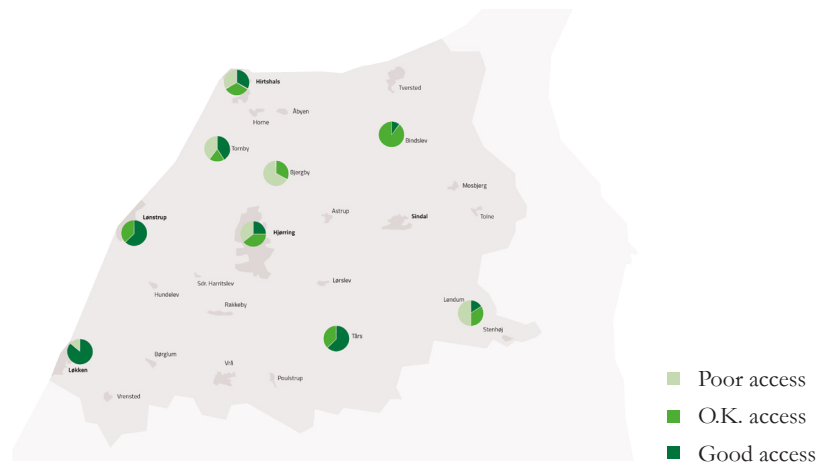 Hirtshals
Tversted
Åbyen
Horne
Bindslev
Tornby
Bjergby
Mosbjerg
Astrup
Sindal
Tolne
Lønstrup
Hjørring
Sdr. Harritslev
Hundelev
Lørslev
Rakkeby
Lendum
Stenhøj
Tårs
Løkken
Børglum
Vrå
Poulstrup
Vrensted
Poor access
O.K. access
Good access